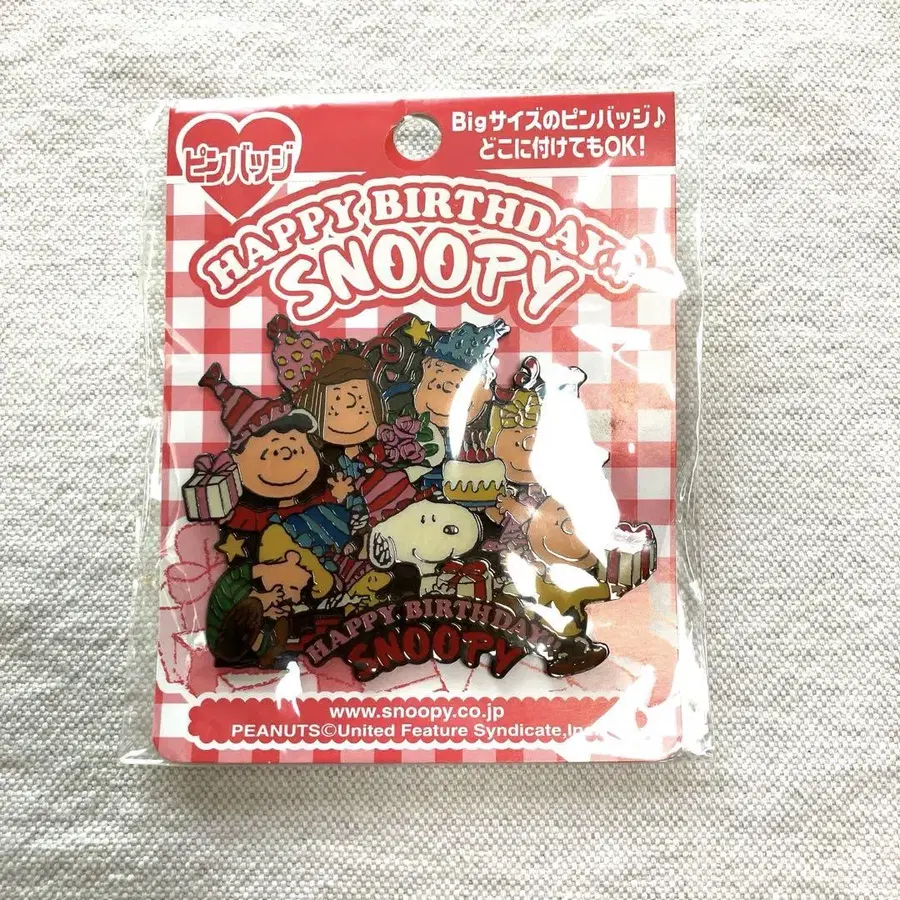 ピンバッジ
Bigサイズのピンバッジ♪
どこに付けてもOK!
HAPPY BIRTHDAY
SNOOPY
HAPPY BIRTHDAY
SNOOPY
www.snoopy.co.jp
PEANUTS©United Feature Syndicate,